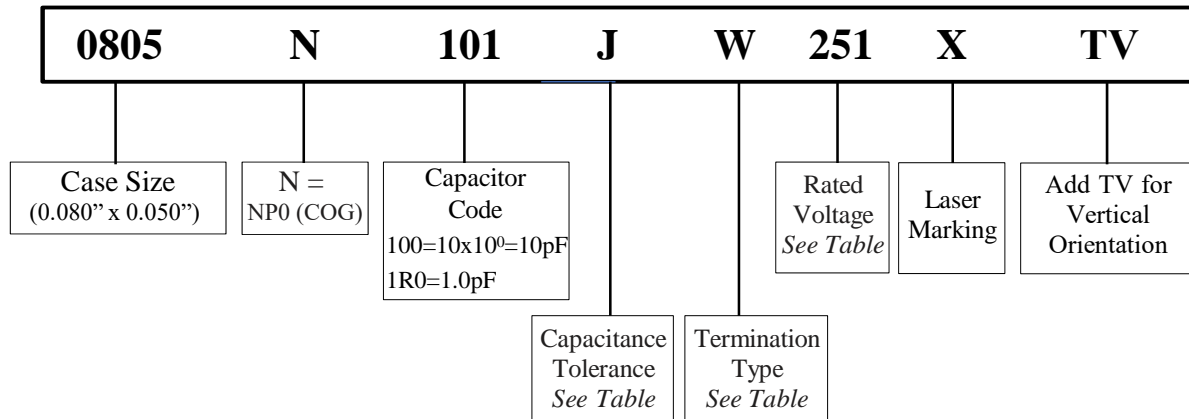 0805 N 101 J W 251 X TV
Case Size
(0.080” x 0.050”)
N =
NP0 (COG)
Capacitor
Code
100=10x10⁰=10pF
1R0=1.0pF
Rated
Voltage
See Table
Laser
Marking
Add TV for
Vertical
Orientation
Capacitance
Tolerance
See Table
Termination
Type
See Table